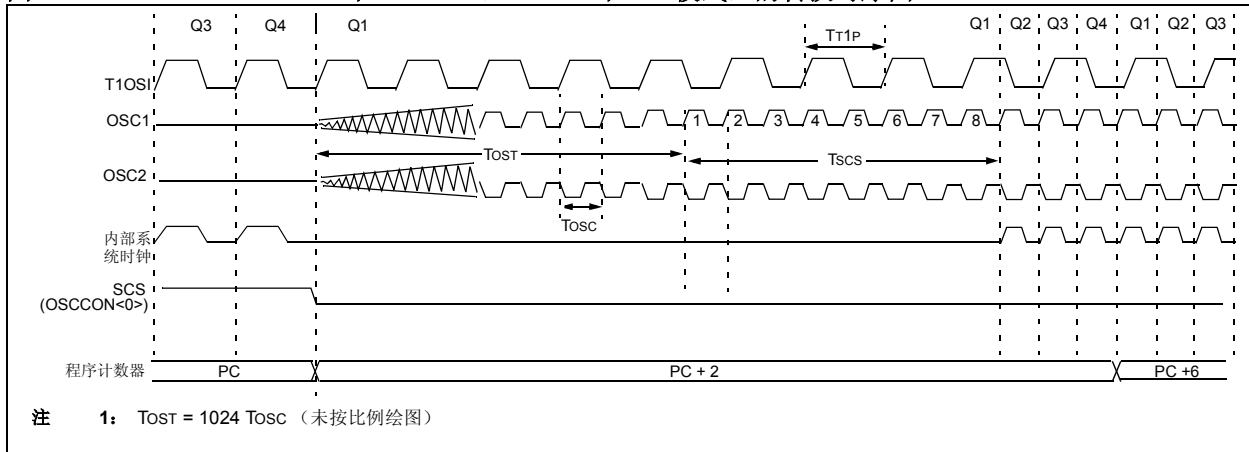 Q3 Q4 Q1 Q1 Q2 Q3 Q4 Q1 Q2 Q3
TT1P
T1OSI
OSC1
1 2 3 4 5 6 7 8
TOST
TSCS
OSC2
TOSC
内部系
统时钟
SCS
(OSCCON<0>)
程序计数器
PC PC + 2 PC +6
注 1: TOST = 1024 TOSC （未按比例绘图）